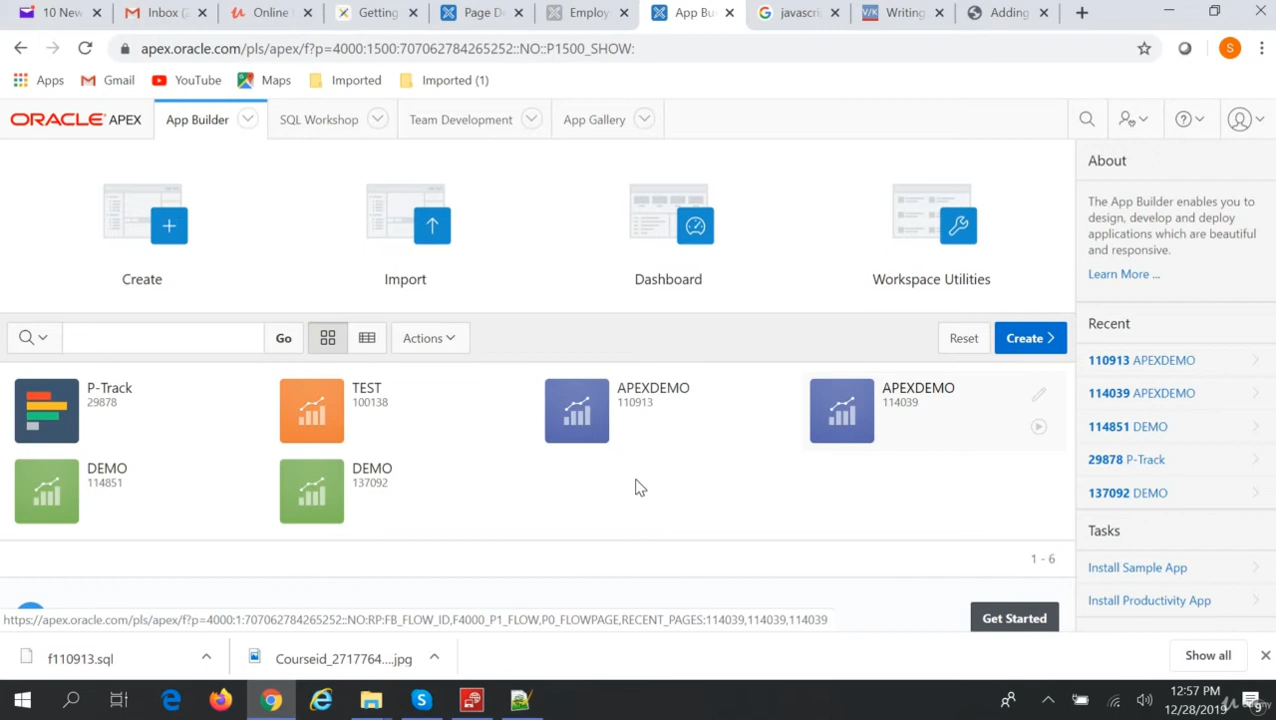 10 New
Inbox (3)
Online
Getting
Page De
Employ
App Bui
javascri
Writing
Adding
apex.oracle.com/pls/apex/f?p=4000:1500:707062784265252::NO::P1500_SHOW:
S
Apps
Gmail
YouTube
Maps
Imported
Imported (1)
ORACLE APEX
App Builder
SQL Workshop
Team Development
App Gallery
Create
Import
Dashboard
Workspace Utilities
Go
Actions
Reset
Create
P-Track
29878
TEST
100138
APEXDEMO
110913
APEXDEMO
114039
DEMO
114851
DEMO
137092
1 - 6
Get Started
About
The App Builder enables you to
design, develop and deploy
applications which are beautiful
and responsive.
Learn More ...
Recent
110913 APEXDEMO
114039 APEXDEMO
114851 DEMO
29878 P-Track
137092 DEMO
Tasks
Install Sample App
Install Productivity App
https://apex.oracle.com/pls/apex/f?p=4000:1:707062784265252::NO:RP:FB_FLOW_ID,F4000_P1_FLOW,P0_FLOWPAGE,RECENT_PAGES:114039,114039,114039
f110913.sql
Courseid_2717764....jpg
Show all
12:57 PM
12/28/2019